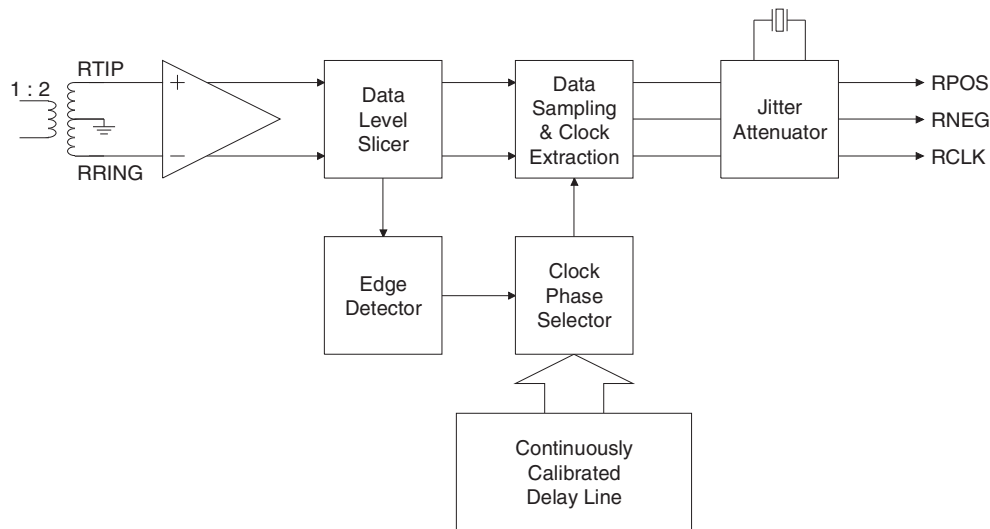 1 : 2
RTIP
RRING
+
−
Data
Level
Slicer
Data
Sampling
& Clock
Extraction
Jitter
Attenuator
RPOS
RNEG
RCLK
Edge
Detector
Clock
Phase
Selector
Continuously
Calibrated
Delay Line